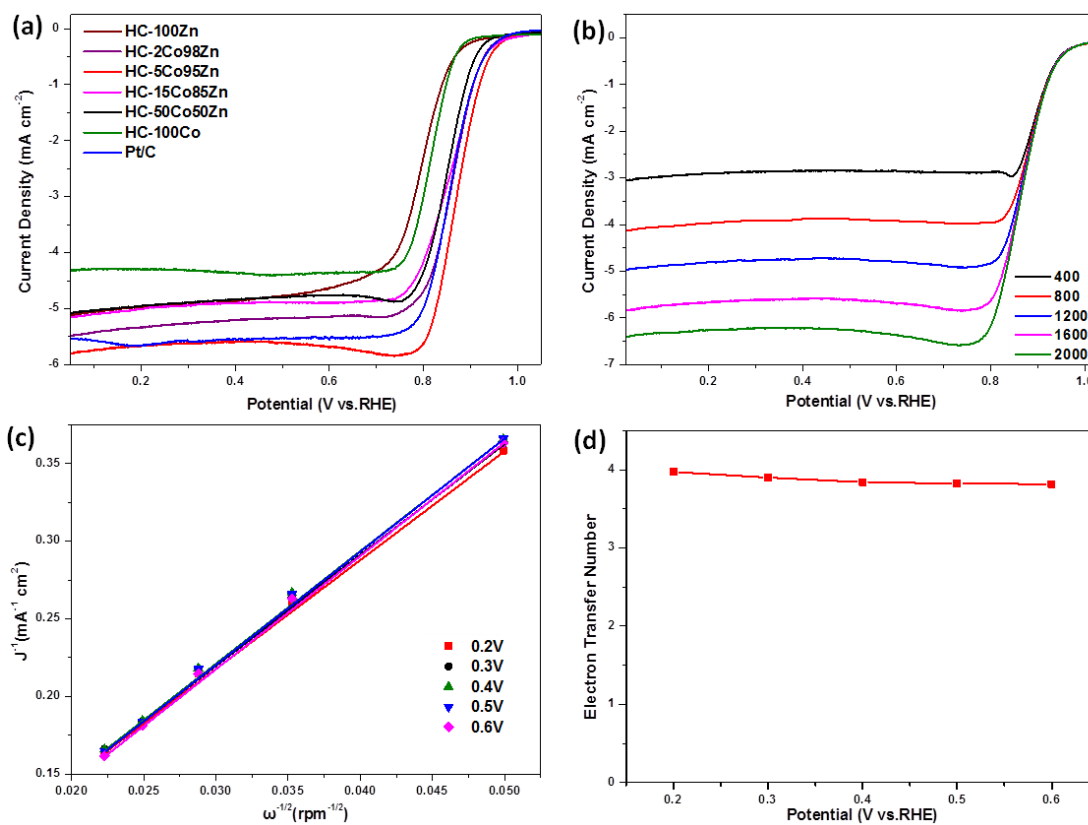 (a)
HC-100Zn
HC-2Co98Zn
HC-5Co95Zn
HC-15Co85Zn
HC-50Co50Zn
HC-100Co
Pt/C
0
-1
-2
-3
-4
-5
-6
Current Density (mA cm⁻²)
0.2 0.4 0.6 0.8 1.0
Potential (V vs.RHE)
(b)
0
-1
-2
-3
-4
-5
-6
-7
Current Density (mA cm⁻²)
400
800
1200
1600
2000
0.2 0.4 0.6 0.8 1.0
Potential (V vs.RHE)
(c)
0.35
0.30
0.25
0.20
0.15
J⁻¹(mA⁻¹ cm²)
0.2V
0.3V
0.4V
0.5V
0.6V
0.020 0.025 0.030 0.035 0.040 0.045 0.050
ω⁻¹/²(rpm⁻¹/²)
(d)
5
4
3
2
1
0
Electron Transfer Number
0.2 0.3 0.4 0.5 0.6
Potential (V vs.RHE)